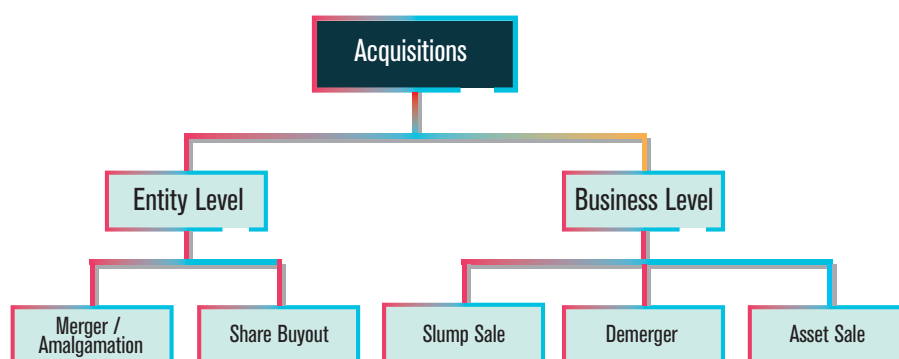 Acquisitions
Entity Level
Business Level
Merger /
Amalgamation
Share Buyout
Slump Sale
Demerger
Asset Sale